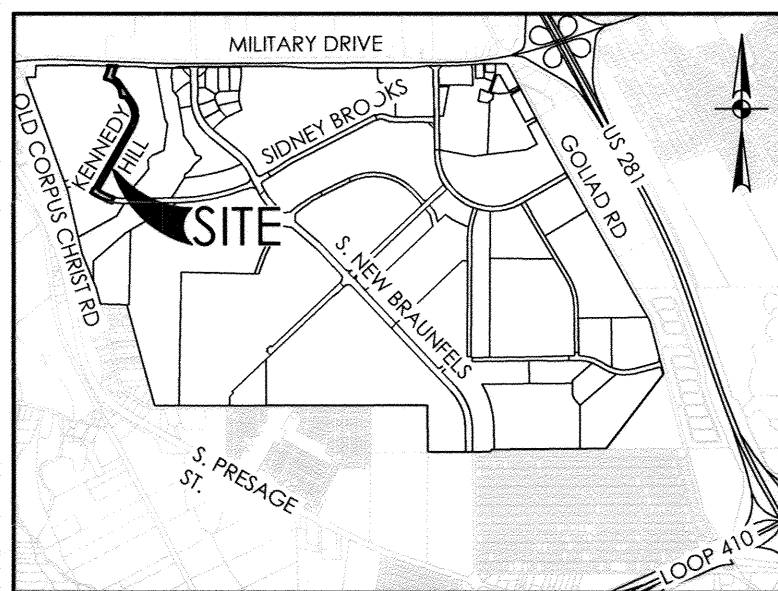 MILITARY DRIVE
OLD CORPUS CHRIST RD
KENNEDY
HILL
SIDNEY BROOKS
US 281
GOLIAD RD
SITE
S. NEW BRAUNFELS
S. PRESAGE
ST.
LOOP 410